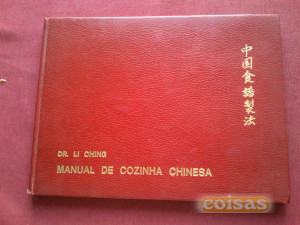 中国食譜製法
DR. LI CHING
MANUAL DE COZINHA CHINESA
coisas